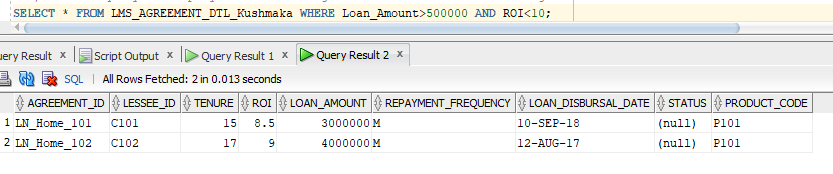 SELECT * FROM LMS_AGREEMENT_DTL_Kushmaka WHERE Loan_Amount>500000 AND ROI<10;
uery Result x Script Output x Query Result 1 x Query Result 2 x
SQL All Rows Fetched: 2 in 0.013 seconds
AGREEMENT_ID LESSEE_ID TENURE ROI LOAN_AMOUNT REPAYMENT_FREQUENCY LOAN_DISBURSAL_DATE STATUS PRODUCT_CODE
1 LN_Home_101 C101 15 8.5 3000000 M 10-SEP-18 (null) P101
2 LN_Home_102 C102 17 9 4000000 M 12-AUG-17 (null) P101